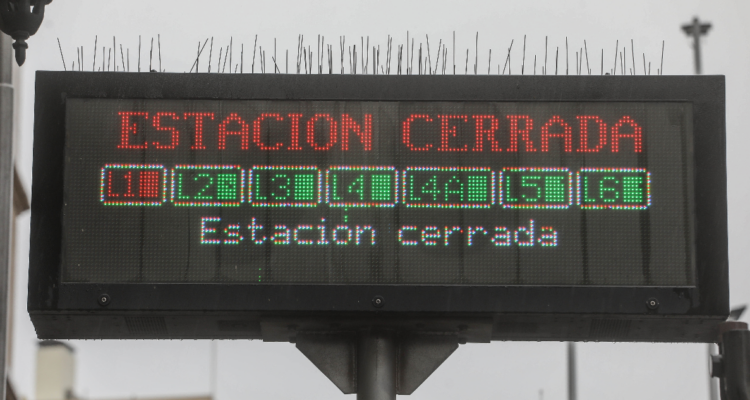 ESTACION CERRADA
L1 L2 L3 L4 L4A L5 L6
Estación cerrada